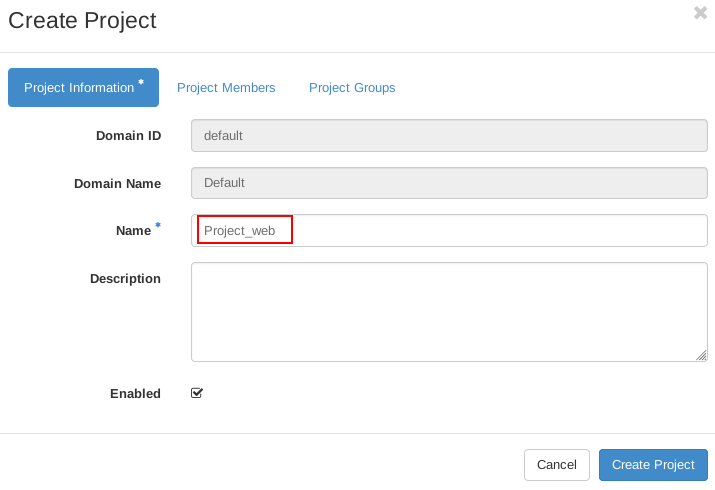 Create Project
Project Information * Project Members Project Groups
Domain ID default
Domain Name Default
Name * Project_web
Description
Enabled
Cancel Create Project